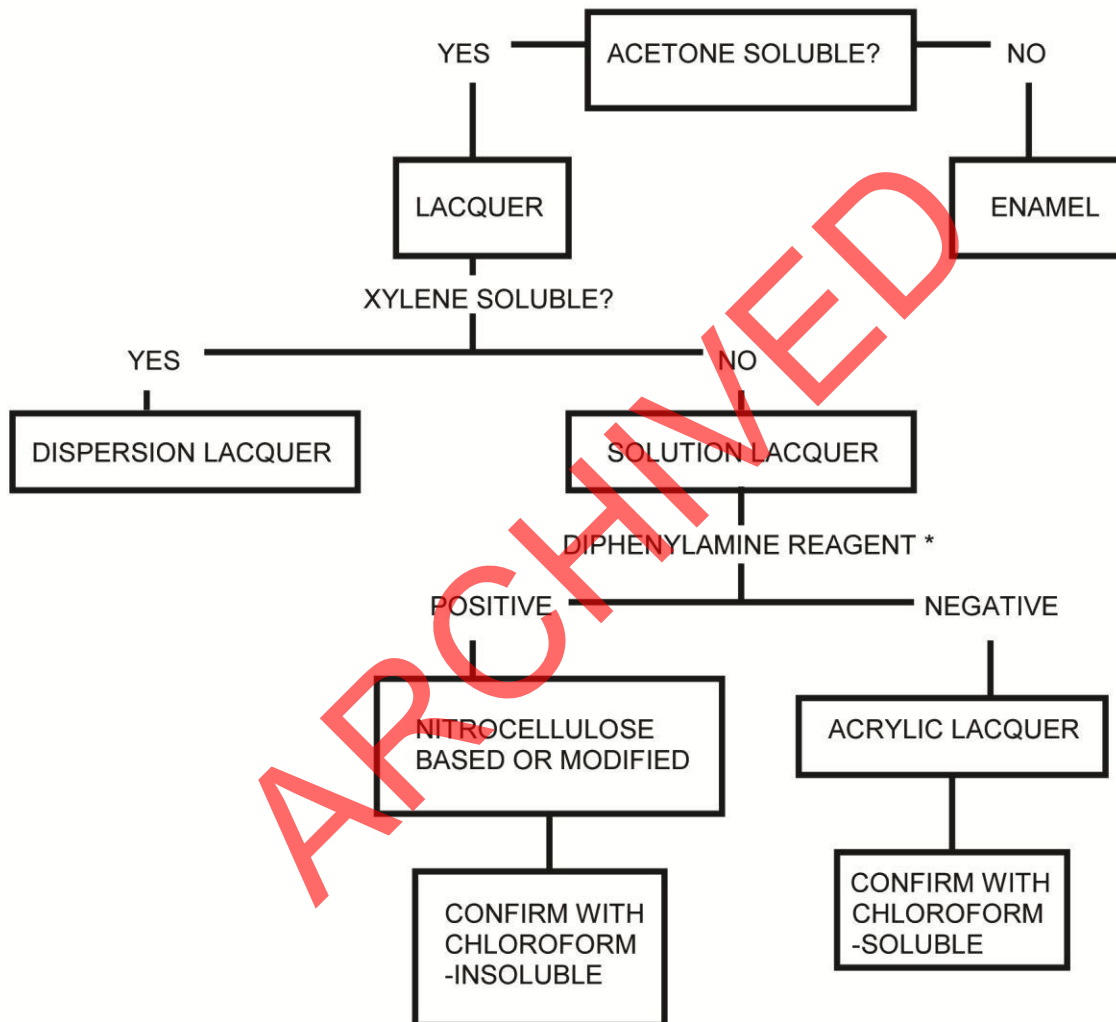 YES
ACETONE SOLUBLE?
NO
LACQUER
ENAMEL
XYLENE SOLUBLE?
YES
NO
DISPERSION LACQUER
SOLUTION LACQUER
DIPHENYLAMINE REAGENT *
POSITIVE
NEGATIVE
NITROCELLULOSE
BASED OR MODIFIED
ACRYLIC LACQUER
CONFIRM WITH
CHLOROFORM
-INSOLUBLE
CONFIRM WITH
CHLOROFORM
-SOLUBLE
ARCHIVED